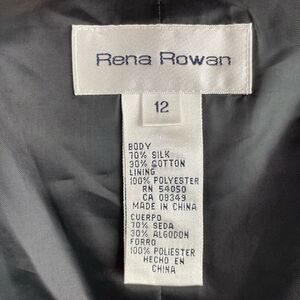 Rena Rowan
12
BODY
70% SILK
30% COTTON
LINING
100% POLYESTER
RN 54050
CA 09349
MADE IN CHINA
CUERPO
70% SEDA
30% ALGODON
FORRO
100% POLIESTER
HECHO EN
CHINA